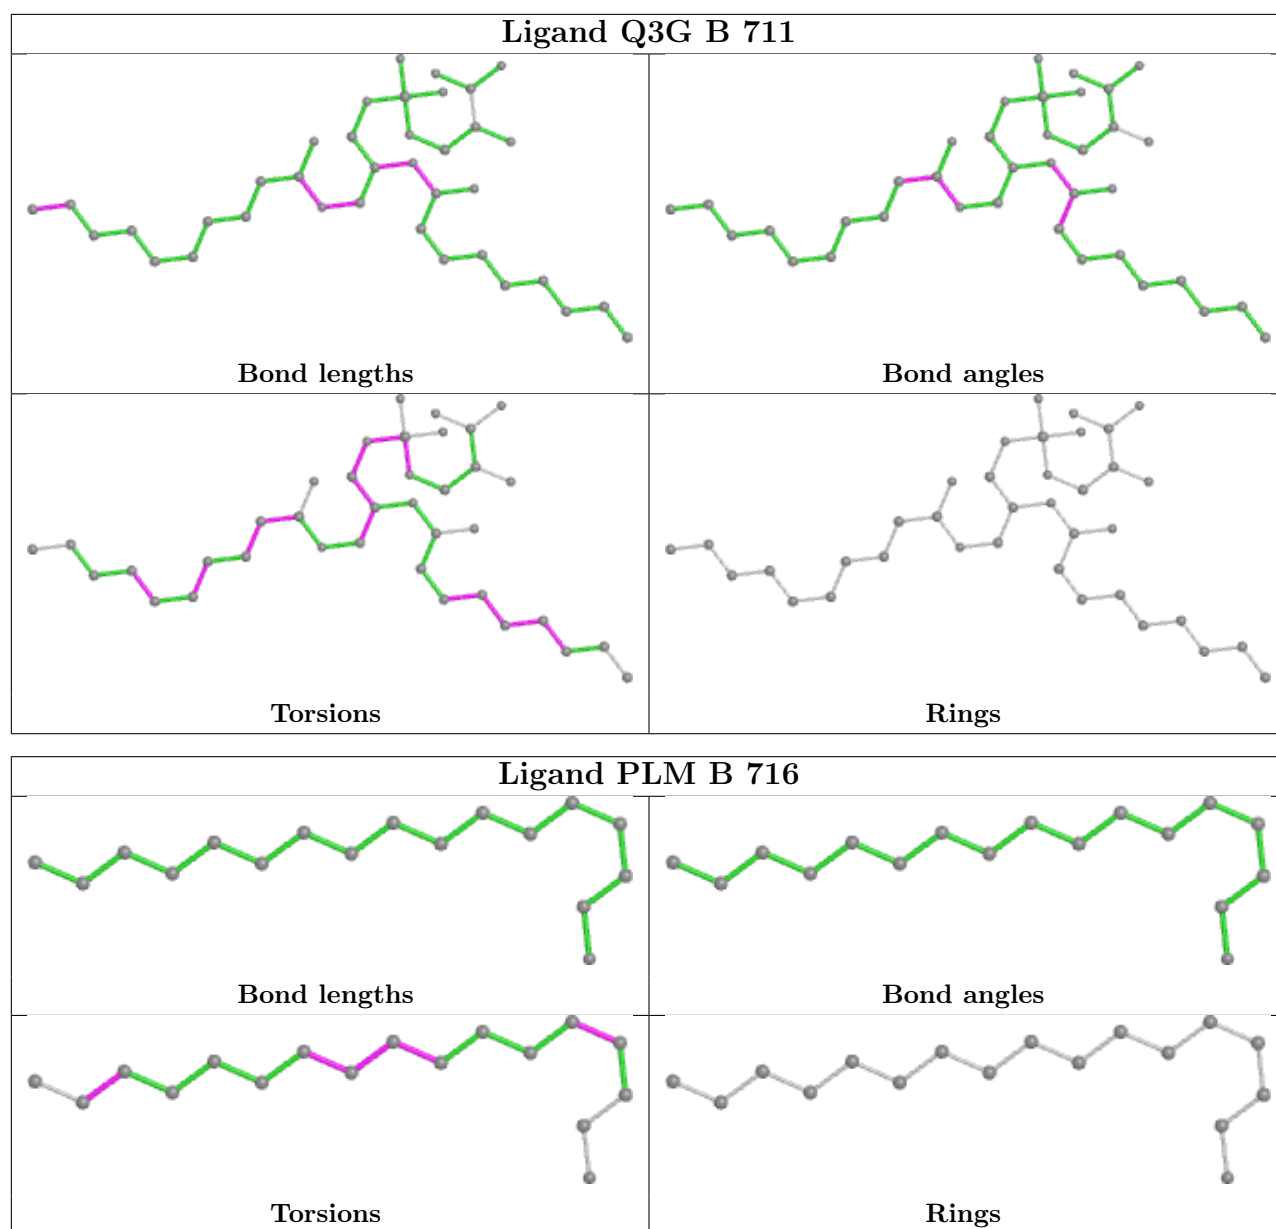 Ligand Q3G B 711
Bond lengths
Bond angles
Torsions
Rings
Ligand PLM B 716
Bond lengths
Bond angles
Torsions
Rings